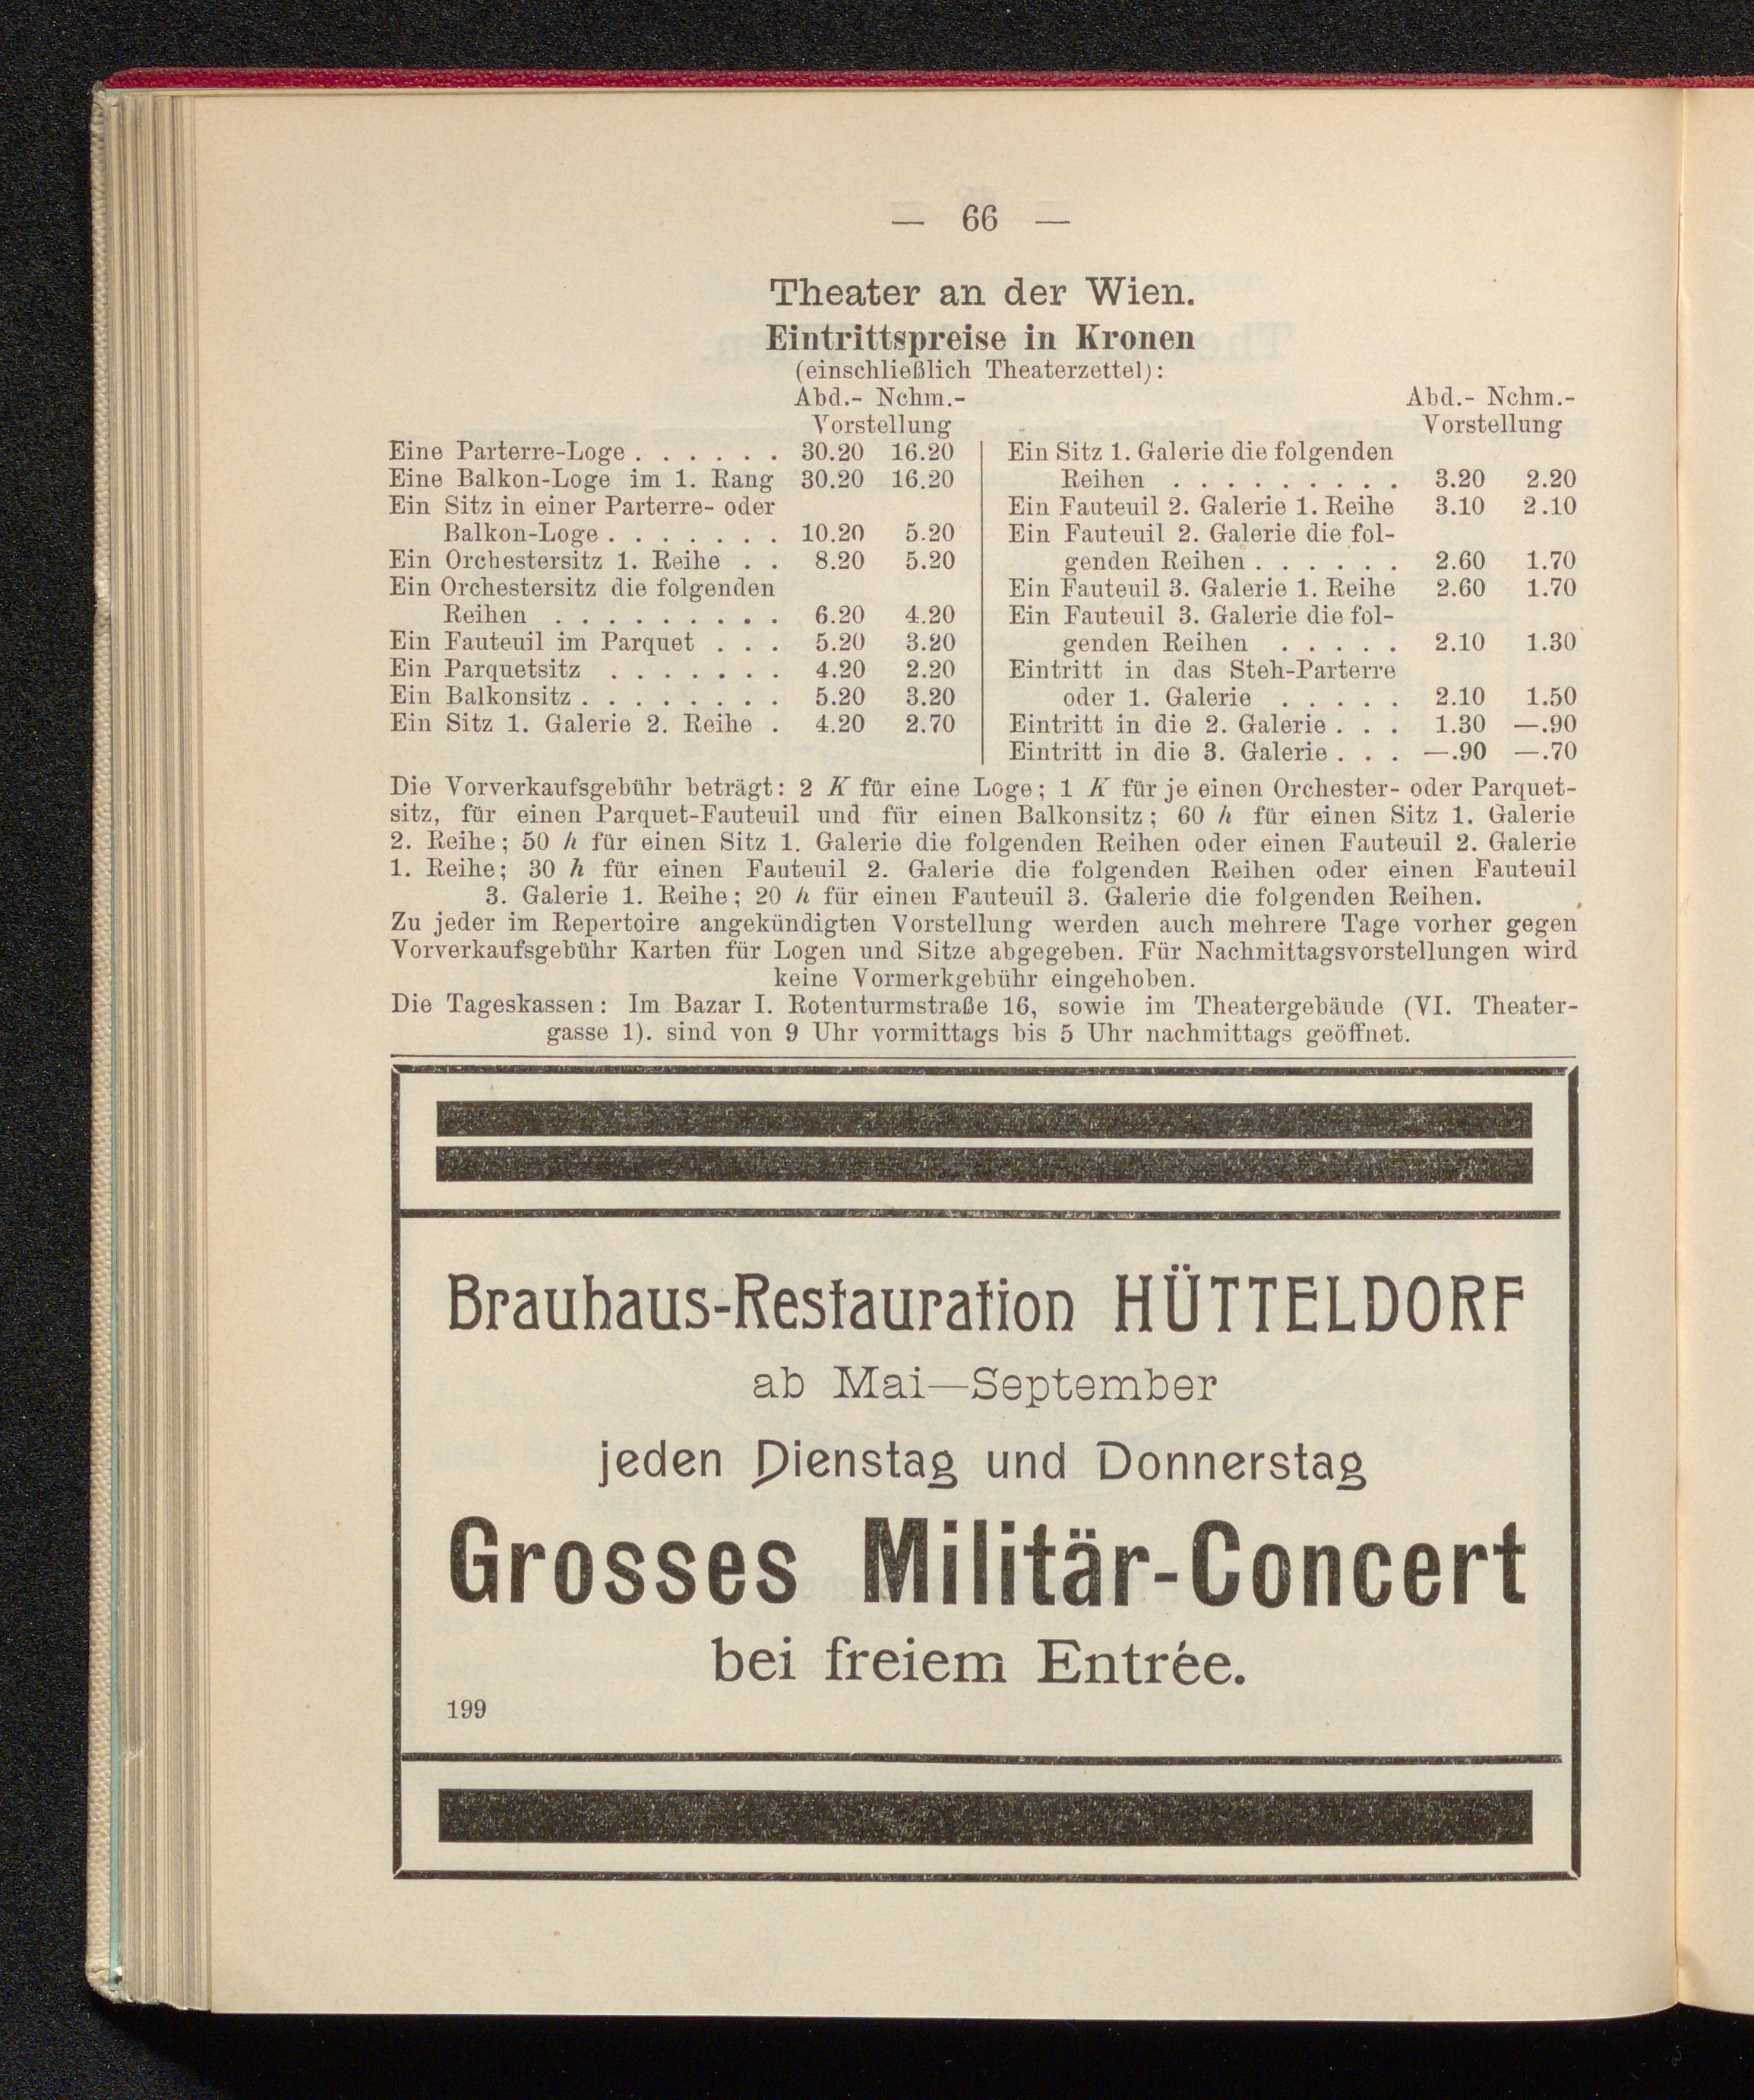 — 66 —
Theater an der Wien.
Eintrittspreise in Kronen
(einschließlich Theaterzettel):
Abd.- Nchm.-
Vorstellung
Eine Parterre-Loge . . . . . . 30.20 16.20
Eine Balkon-Loge im 1. Rang 30.20 16.20
Ein Sitz in einer Parterre- oder
Balkon-Loge . . . . . . . 10.20 5.20
Ein Orchestersitz 1. Reihe . . 8.20 5.20
Ein Orchestersitz die folgenden
Reihen . . . . . . . . . 6.20 4.20
Ein Fauteuil im Parquet . . . 5.20 3.20
Ein Parquetsitz . . . . . . . 4.20 2.20
Ein Balkonsitz . . . . . . . . 5.20 3.20
Ein Sitz 1. Galerie 2. Reihe . 4.20 2.70
Abd.- Nchm.-
Vorstellung
Ein Sitz 1. Galerie die folgenden
Reihen . . . . . . . . . 3.20 2.20
Ein Fauteuil 2. Galerie 1. Reihe 3.10 2.10
Ein Fauteuil 2. Galerie die fol-
genden Reihen . . . . . . 2.60 1.70
Ein Fauteuil 3. Galerie 1. Reihe 2.60 1.70
Ein Fauteuil 3. Galerie die fol-
genden Reihen . . . . . 2.10 1.30
Eintritt in das Steh-Parterre
oder 1. Galerie . . . . . 2.10 1.50
Eintritt in die 2. Galerie . . . 1.30 —.90
Eintritt in die 3. Galerie . . . —.90 —.70
Die Vorverkaufsgebühr beträgt: 2 K für eine Loge; 1 K für je einen Orchester- oder Parquet-
sitz, für einen Parquet-Fauteuil und für einen Balkonsitz; 60 h für einen Sitz 1. Galerie
2. Reihe; 50 h für einen Sitz 1. Galerie die folgenden Reihen oder einen Fauteuil 2. Galerie
1. Reihe; 30 h für einen Fauteuil 2. Galerie die folgenden Reihen oder einen Fauteuil
3. Galerie 1. Reihe; 20 h für einen Fauteuil 3. Galerie die folgenden Reihen.
Zu jeder im Repertoire angekündigten Vorstellung werden auch mehrere Tage vorher gegen
Vorverkaufsgebühr Karten für Logen und Sitze abgegeben. Für Nachmittagsvorstellungen wird
keine Vormerkgebühr eingehoben.
Die Tageskassen: Im Bazar I. Rotenturmstraße 16, sowie im Theatergebäude (VI. Theater-
gasse 1). sind von 9 Uhr vormittags bis 5 Uhr nachmittags geöffnet.
Brauhaus-Restauration HÜTTELDORF
ab Mai—September
jeden Dienstag und Donnerstag
Grosses Militär-Concert
bei freiem Entrée.
199